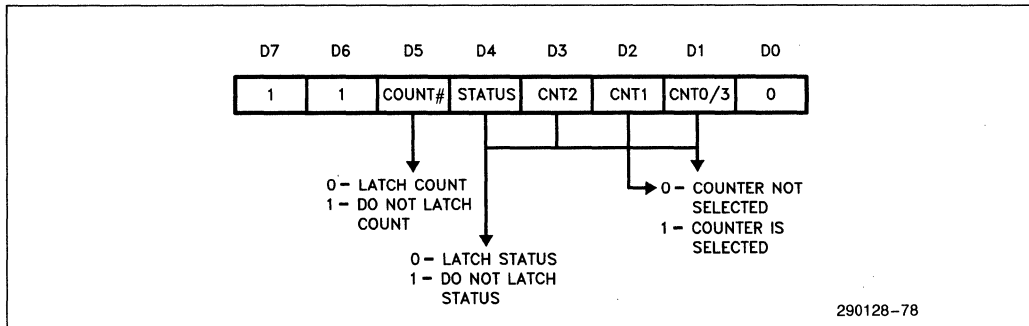 D7 D6 D5 D4 D3 D2 D1 D0
1 1 COUNT# STATUS CNT2 CNT1 CNT0/3 0
0 – LATCH COUNT
1 – DO NOT LATCH
COUNT
0 – COUNTER NOT
SELECTED
1 – COUNTER IS
SELECTED
0 – LATCH STATUS
1 – DO NOT LATCH
STATUS
290128–78